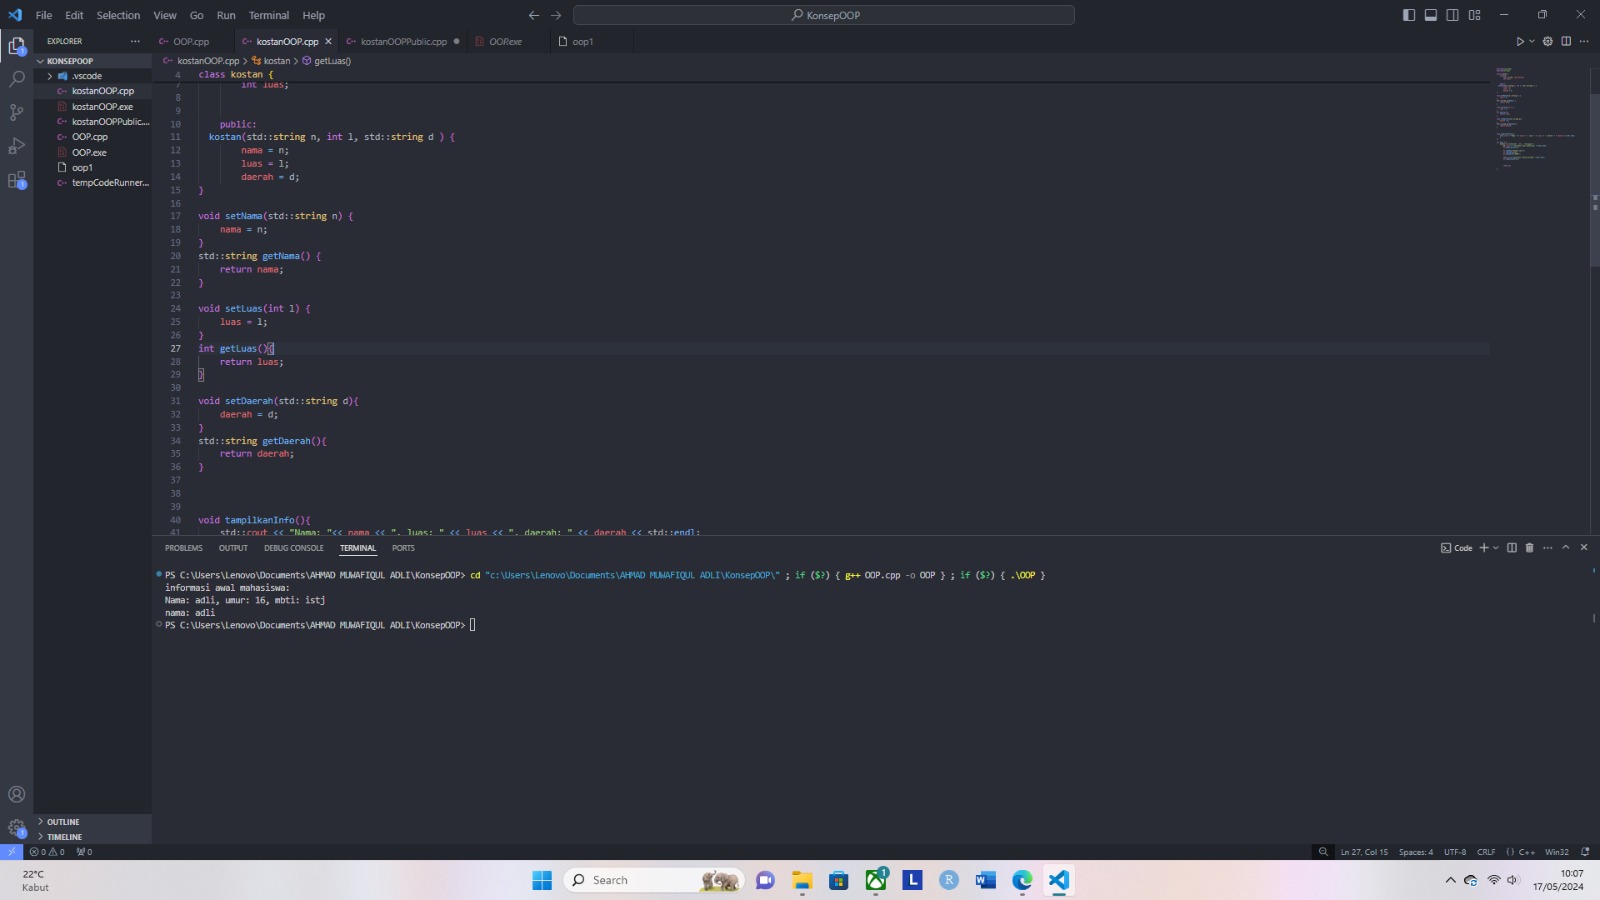 File Edit Selection View Go Run Terminal Help
KonsepOOP
EXPLORER
OOP.cpp
kostanOOP.cpp
kostanOOPPublic.cpp
OOP.exe
oop1
KONSEPOOP
.vscode
kostanOOP.cpp
kostanOOP.exe
kostanOOPPublic....
OOP.cpp
OOP.exe
oop1
tempCodeRunner...
OUTLINE
TIMELINE
kostanOOP.cpp > kostan > getLuas()
4 class kostan {
7 int luas;
8
9
10 public:
11 kostan(std::string n, int l, std::string d ) {
12 nama = n;
13 luas = l;
14 daerah = d;
15 }
16
17 void setNama(std::string n) {
18 nama = n;
19 }
20 std::string getNama() {
21 return nama;
22 }
23
24 void setLuas(int l) {
25 luas = l;
26 }
27 int getLuas(){
28 return luas;
29 }
30
31 void setDaerah(std::string d){
32 daerah = d;
33 }
34 std::string getDaerah(){
35 return daerah;
36 }
37
38
39
40 void tampilkanInfo(){
41 std::cout << "Nama: "<< nama << ", luas: " << luas << ", daerah: " << daerah << std::endl;
PROBLEMS OUTPUT DEBUG CONSOLE TERMINAL PORTS
Code
PS C:\Users\Lenovo\Documents\AHMAD MUWAFIQUL ADLI\KonsepOOP> cd "c:\Users\Lenovo\Documents\AHMAD MUWAFIQUL ADLI\KonsepOOP\" ; if ($?) { g++ OOP.cpp -o OOP } ; if ($?) { .\OOP }
informasi awal mahasiswa:
Nama: adli, umur: 16, mbti: istj
nama: adli
PS C:\Users\Lenovo\Documents\AHMAD MUWAFIQUL ADLI\KonsepOOP>
0 0 0
Ln 27, Col 15 Spaces: 4 UTF-8 CRLF {} C++ Win32
22°C
Kabut
Search
10:07
17/05/2024